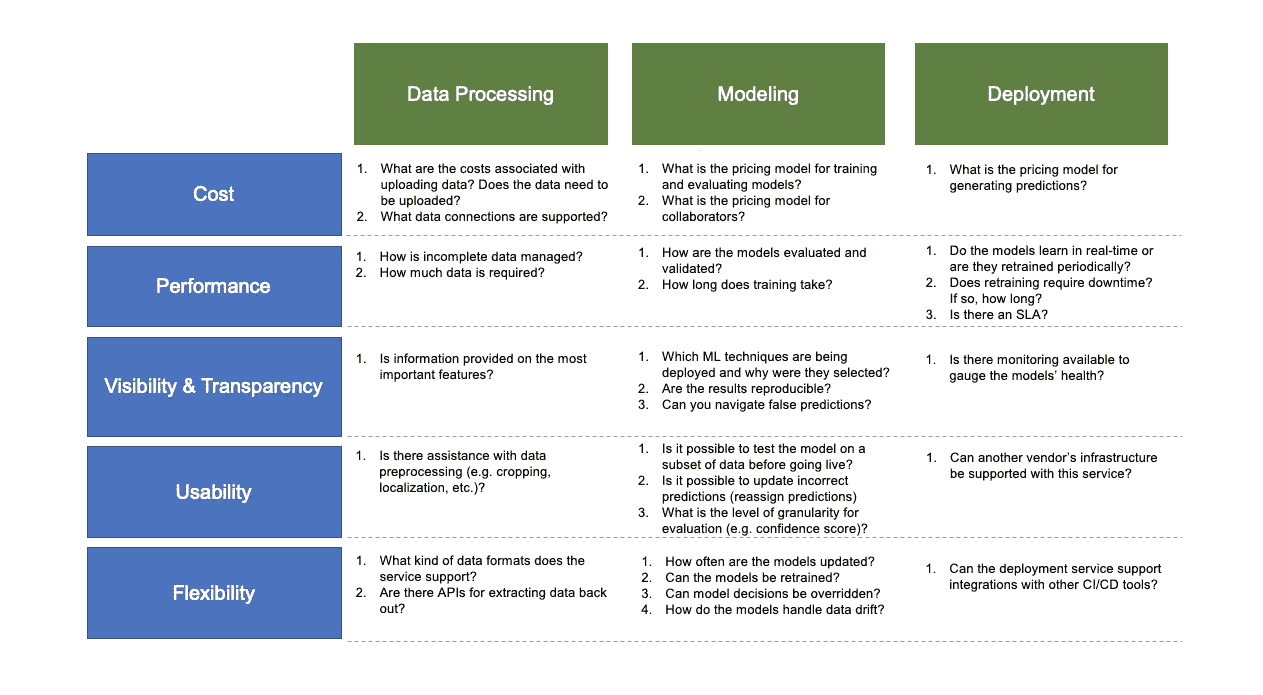 Data Processing
Modeling
Deployment
Cost
1. What are the costs associated with
uploading data? Does the data need to
be uploaded?
2. What data connections are supported?
1. What is the pricing model for training
and evaluating models?
2. What is the pricing model for
collaborators?
1. What is the pricing model for
generating predictions?
Performance
1. How is incomplete data managed?
2. How much data is required?
1. How are the models evaluated and
validated?
2. How long does training take?
1. Do the models learn in real-time or
are they retrained periodically?
2. Does retraining require downtime?
If so, how long?
3. Is there an SLA?
Visibility & Transparency
1. Is information provided on the most
important features?
1. Which ML techniques are being
deployed and why were they selected?
2. Are the results reproducible?
3. Can you navigate false predictions?
1. Is there monitoring available to
gauge the models' health?
Usability
1. Is there assistance with data
preprocessing (e.g. cropping,
localization, etc.)?
1. Is it possible to test the model on a
subset of data before going live?
2. Is it possible to update incorrect
predictions (reassign predictions)
3. What is the level of granularity for
evaluation (e.g. confidence score)?
1. Can another vendor's infrastructure
be supported with this service?
Flexibility
1. What kind of data formats does the
service support?
2. Are there APIs for extracting data back
out?
1. How often are the models updated?
2. Can the models be retrained?
3. Can model decisions be overridden?
4. How do the models handle data drift?
1. Can the deployment service support
integrations with other CI/CD tools?